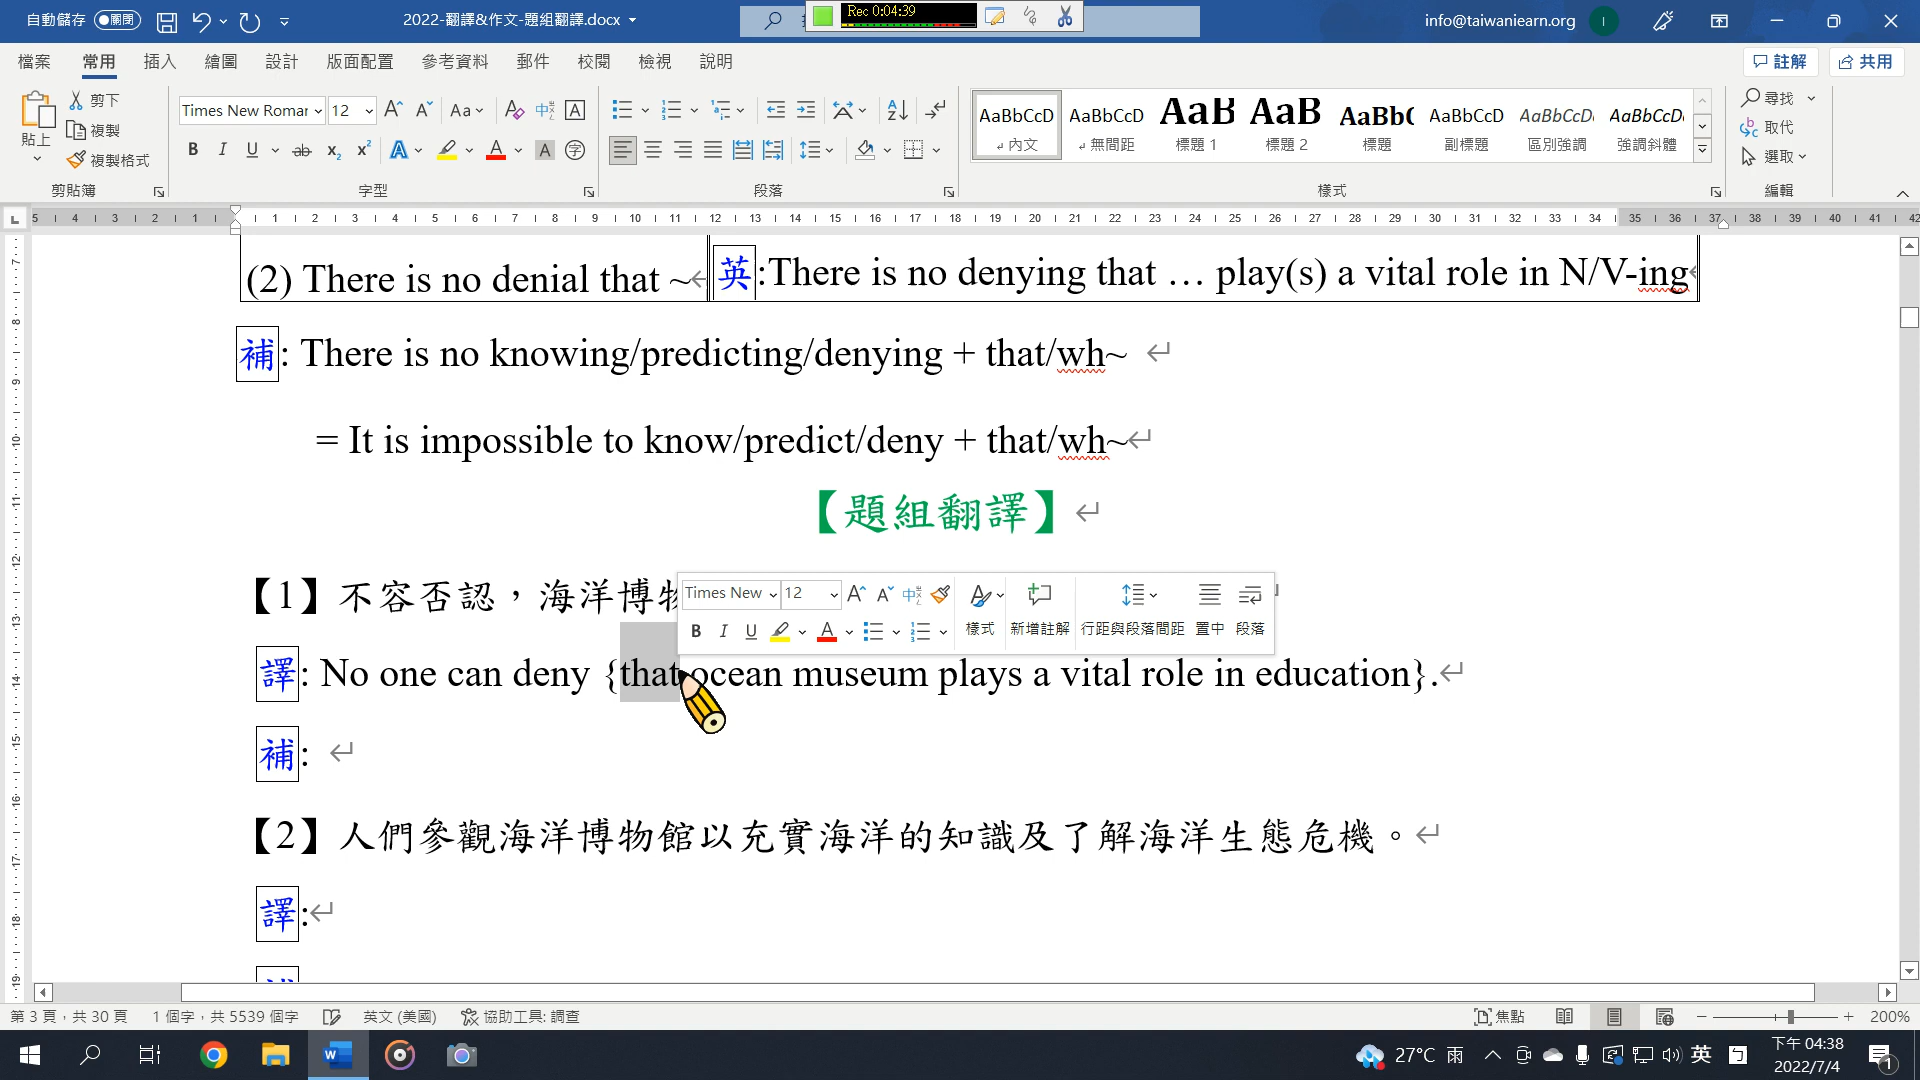 自動儲存 關閉 2022-翻譯&作文-題組翻譯.docx Rec 0:04:39 info@taiwaniearn.org I
檔案 常用 插入 繪圖 設計 版面配置 參考資料 郵件 校閱 檢視 說明 註解 共用
貼上 剪下 複製 複製格式 剪貼簿
Times New Roman 12 Aa 字型
段落
AaBbCcD AaBbCcD AaB AaB AaBbC AaBbCcD AaBbCcD AaBbCcD
內文 無間距 標題 1 標題 2 標題 副標題 區別強調 強調斜體
樣式
尋找 取代 選取 編輯
(2) There is no denial that ~ 英:There is no denying that … play(s) a vital role in N/V-ing
補: There is no knowing/predicting/denying + that/wh~
= It is impossible to know/predict/deny + that/wh~
【題組翻譯】
【1】不容否認，海洋博物
Times New 12 樣式 新增註解 行距與段落間距 置中 段落
譯: No one can deny {that ocean museum plays a vital role in education}.
補:
【2】人們參觀海洋博物館以充實海洋的知識及了解海洋生態危機。
譯:
第 3 頁，共 30 頁 1 個字，共 5539 個字 英文 (美國) 協助工具: 調查 焦點 200%
27°C 雨 英 下午 04:38
2022/7/4 1